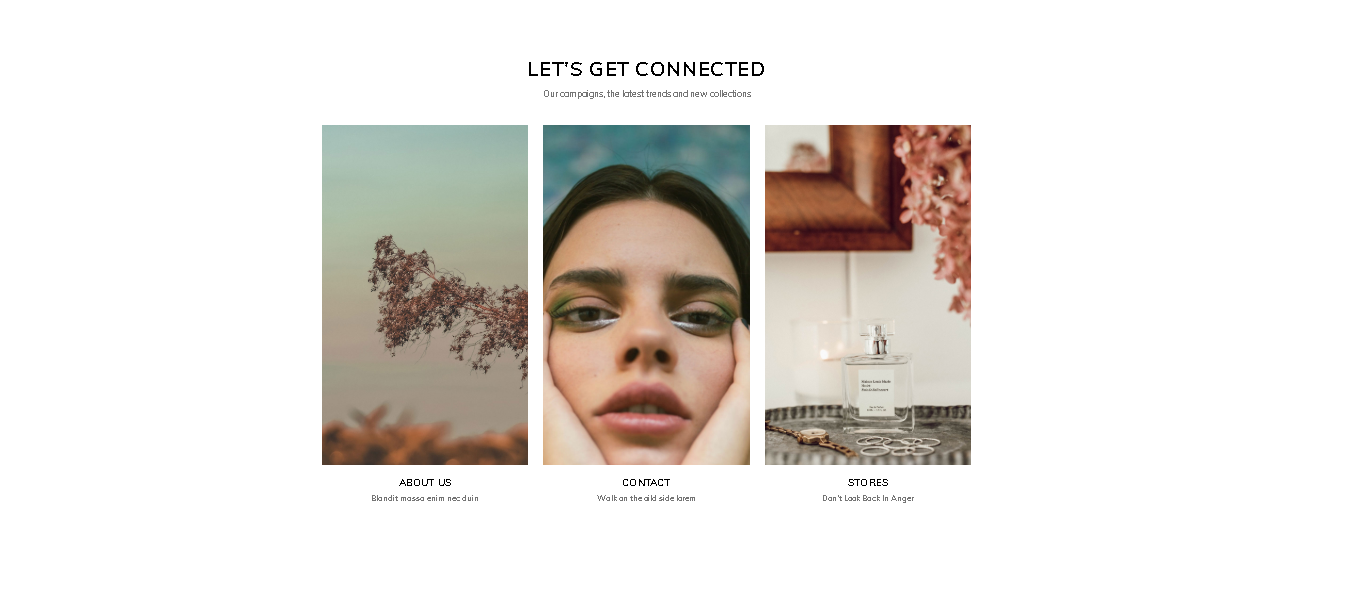 LET'S GET CONNECTED
Our campaigns, the latest trends and new collections
ABOUT US
Blandit massa enim nec duin
CONTACT
Walk on the aild side lorem
STORES
Don't Look Back In Anger